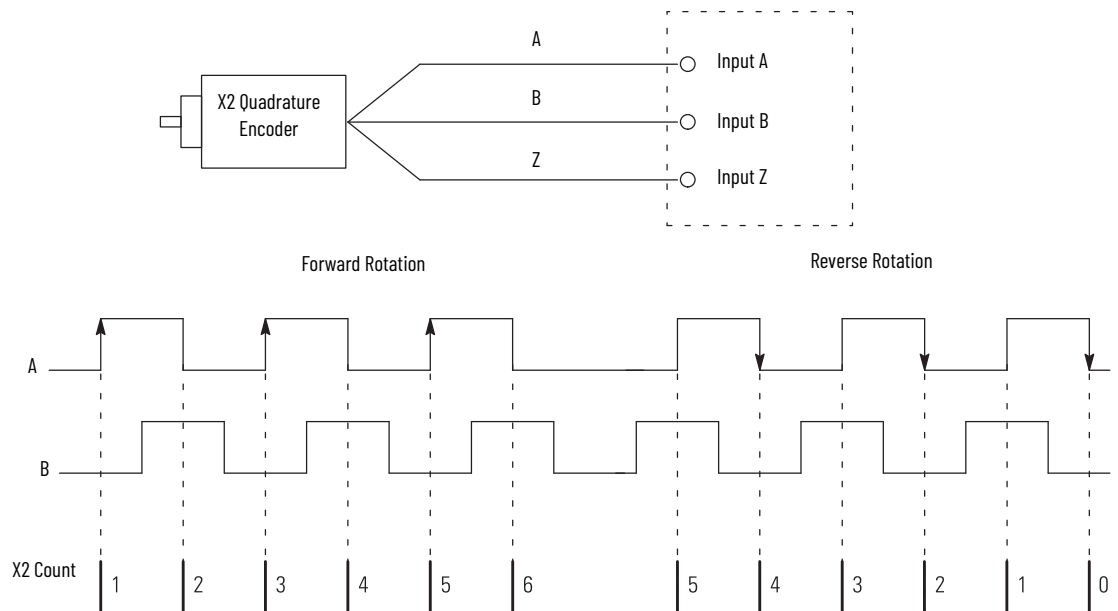 A
X2 Quadrature
Encoder
Input A
B
Input B
Z
Input Z
Forward Rotation
Reverse Rotation
A
B
X2 Count
1 2 3 4 5 6 5 4 3 2 1 0